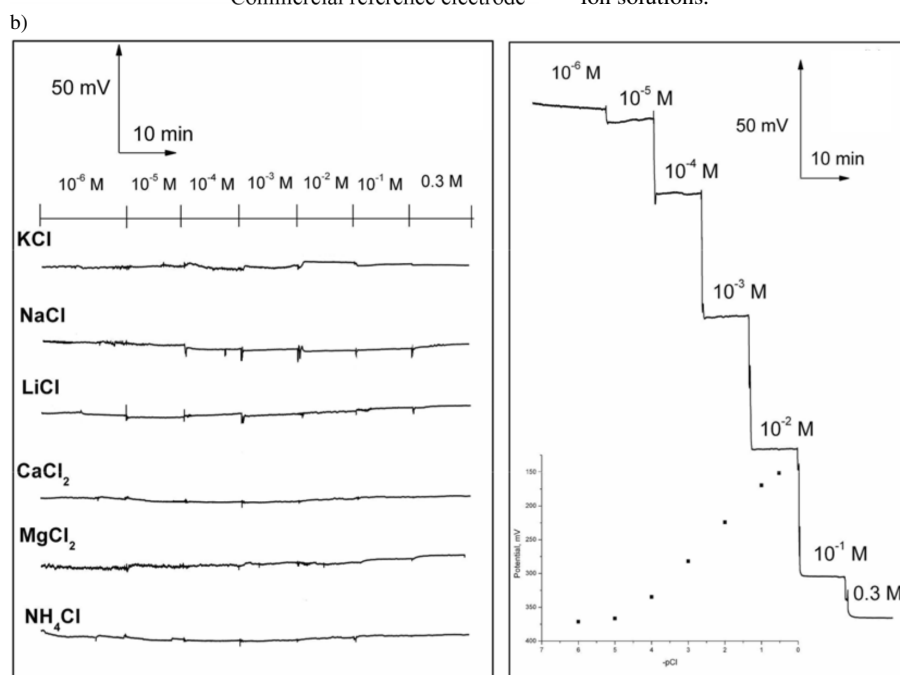 Commercial reference electrode ion solutions.
b)
50 mV
10 min
10⁻⁶ M 10⁻⁵ M 10⁻⁴ M 10⁻³ M 10⁻² M 10⁻¹ M 0.3 M
KCl
NaCl
LiCl
CaCl₂
MgCl₂
NH₄Cl
10⁻⁶ M
10⁻⁵ M
50 mV
10 min
10⁻⁴ M
10⁻³ M
10⁻² M
10⁻¹ M
0.3 M
Potential, mV
150
200
250
300
350
400
7 6 5 4 3 2 1 0
-pCl